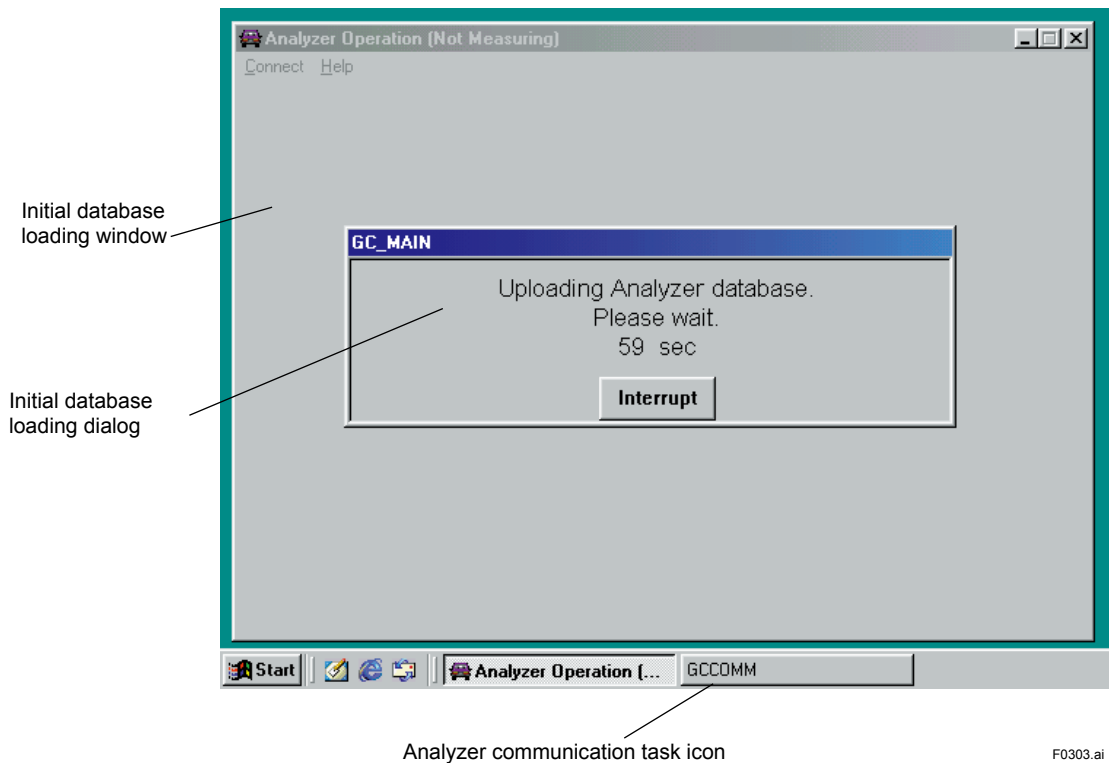 Analyzer Operation (Not Measuring)
Connect Help
Initial database
loading window
GC_MAIN
Uploading Analyzer database.
Please wait.
59 sec
Interrupt
Initial database
loading dialog
Start
Analyzer Operation (...
GCCOMM
Analyzer communication task icon
F0303.ai